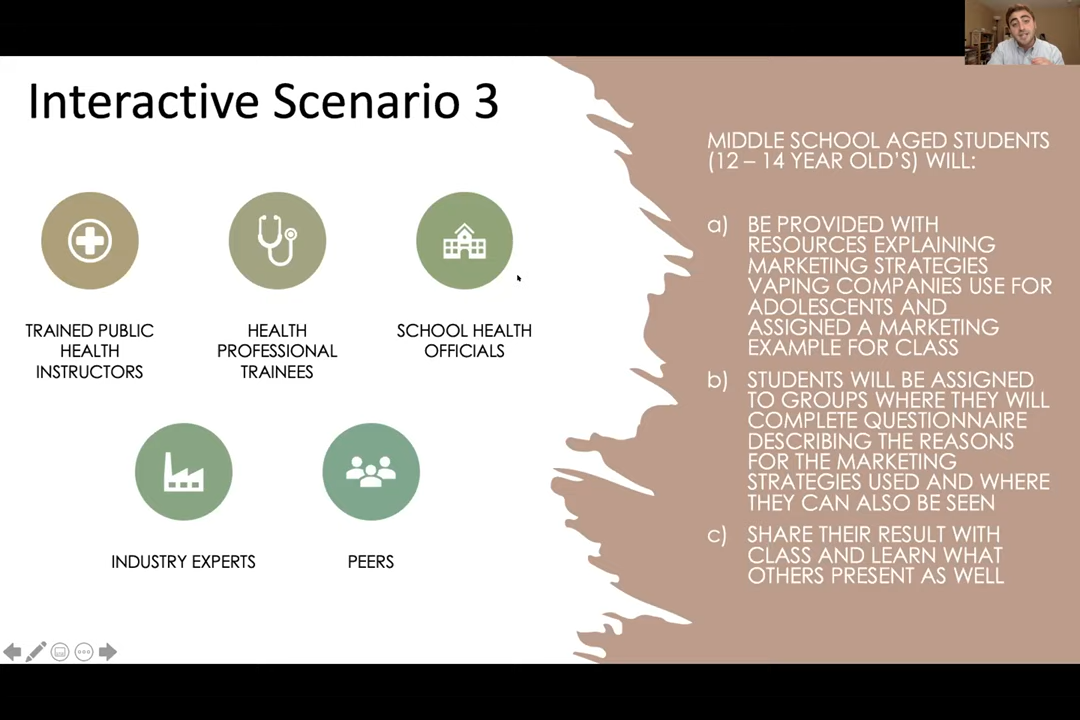 Interactive Scenario 3
TRAINED PUBLIC
HEALTH
INSTRUCTORS
HEALTH
PROFESSIONAL
TRAINEES
SCHOOL HEALTH
OFFICIALS
INDUSTRY EXPERTS
PEERS
MIDDLE SCHOOL AGED STUDENTS
(12 – 14 YEAR OLD'S) WILL:
a) BE PROVIDED WITH
RESOURCES EXPLAINING
MARKETING STRATEGIES
VAPING COMPANIES USE FOR
ADOLESCENTS AND
ASSIGNED A MARKETING
EXAMPLE FOR CLASS
b) STUDENTS WILL BE ASSIGNED
TO GROUPS WHERE THEY WILL
COMPLETE QUESTIONNAIRE
DESCRIBING THE REASONS
FOR THE MARKETING
STRATEGIES USED AND WHERE
THEY CAN ALSO BE SEEN
c) SHARE THEIR RESULT WITH
CLASS AND LEARN WHAT
OTHERS PRESENT AS WELL